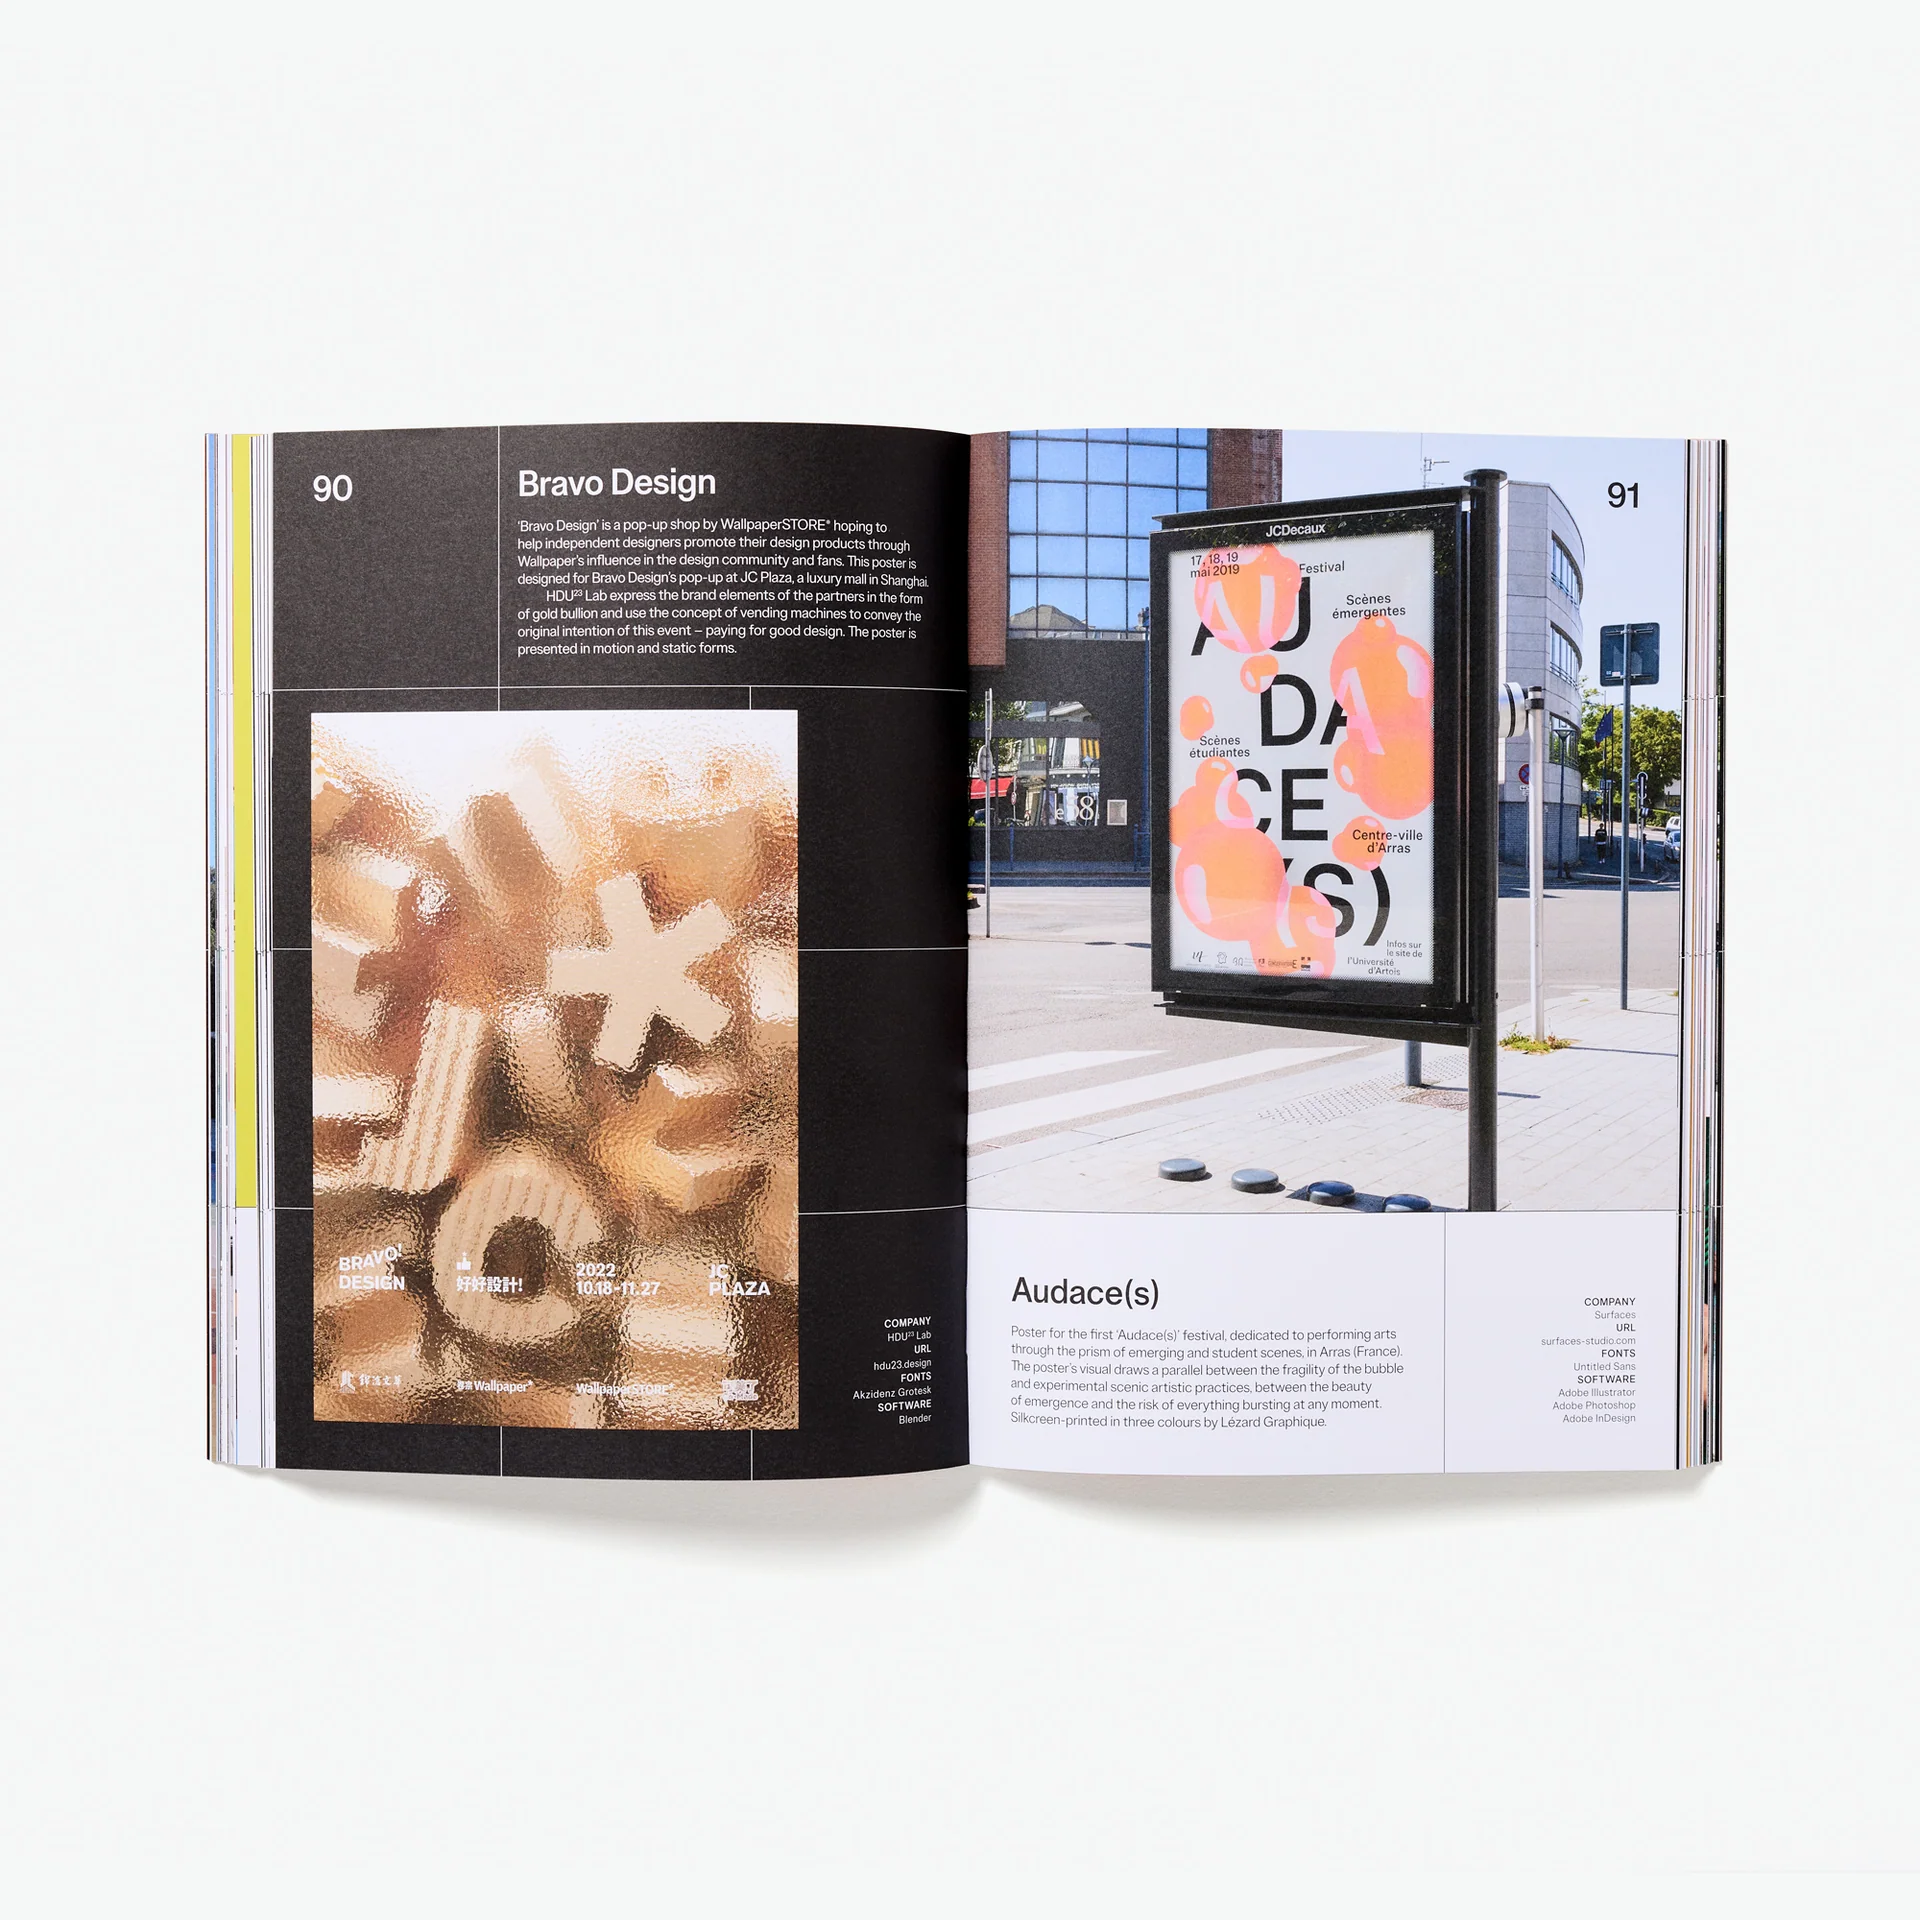 90
Bravo Design
‘Bravo Design’ is a pop-up shop by WallpaperSTORE* hoping to
help independent designers promote their design products through
Wallpaper’s influence in the design community and fans. This poster is
designed for Bravo Design’s pop-up at JC Plaza, a luxury mall in Shanghai.
HDU²³ Lab express the brand elements of the partners in the form
of gold bullion and use the concept of vending machines to convey the
original intention of this event – paying for good design. The poster is
presented in motion and static forms.
BRAVO!
DESIGN
好好設計!
2022
10.18-11.27
JC
PLAZA
Wallpaper*
WallpaperSTORE*
COMPANY
HDU²³ Lab
URL
hdu23.design
FONTS
Akzidenz Grotesk
SOFTWARE
Blender
91
JCDecaux
17, 18, 19
mai 2019
Festival
Scènes
émergentes
AU
DA
CE
(S)
Scènes
étudiantes
Centre-ville
d’Arras
Infos sur
le site de
l’Université
d’Artois
e58
Audace(s)
Poster for the first ‘Audace(s)’ festival, dedicated to performing arts
through the prism of emerging and student scenes, in Arras (France).
The poster’s visual draws a parallel between the fragility of the bubble
and experimental scenic artistic practices, between the beauty
of emergence and the risk of everything bursting at any moment.
Silkcreen-printed in three colours by Lézard Graphique.
COMPANY
Surfaces
URL
surfaces-studio.com
FONTS
Untitled Sans
SOFTWARE
Adobe Illustrator
Adobe Photoshop
Adobe InDesign